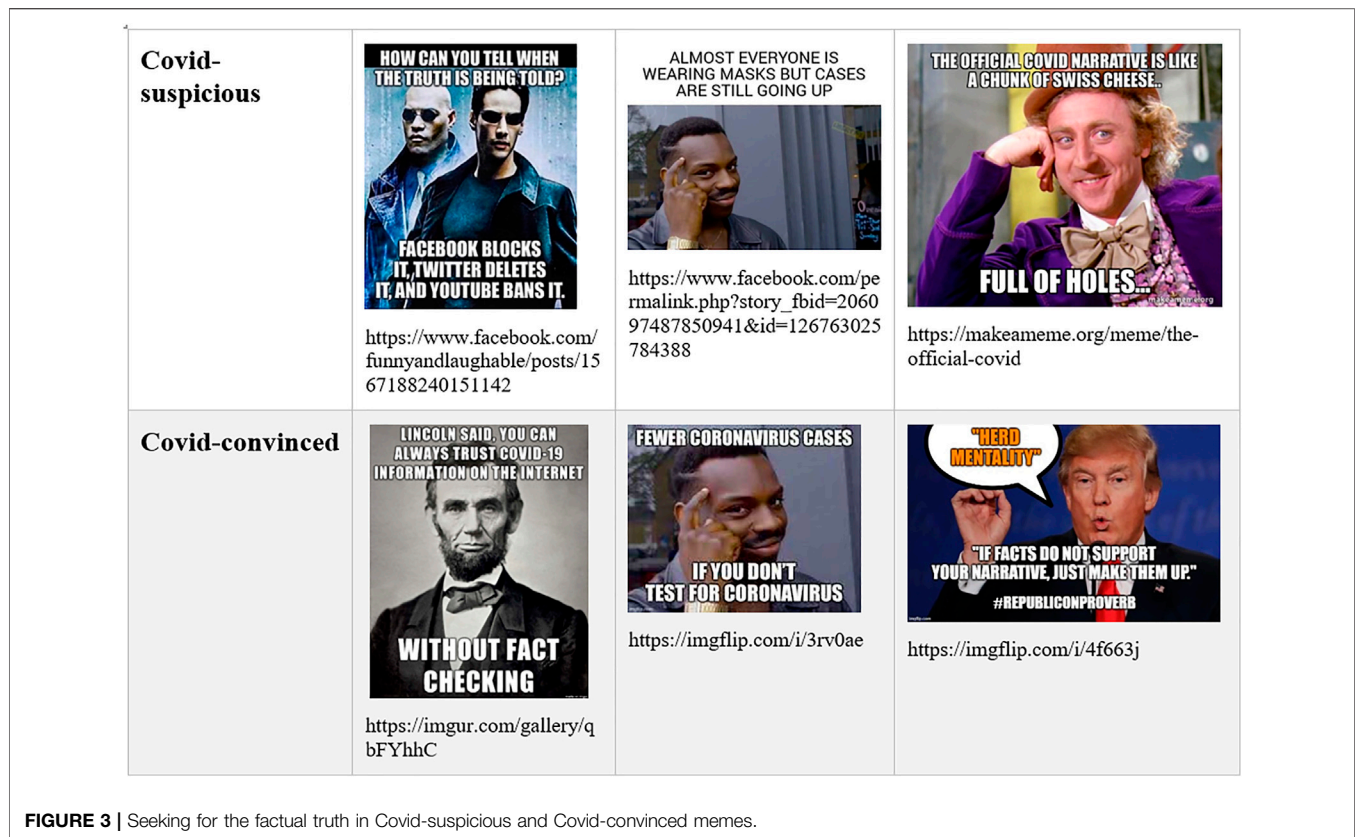 Covid-
suspicious
HOW CAN YOU TELL WHEN
THE TRUTH IS BEING TOLD?
FACEBOOK BLOCKS
IT, TWITTER DELETES
IT, AND YOUTUBE BANS IT.
https://www.facebook.com/
funnyandlaughable/posts/15
67188240151142
ALMOST EVERYONE IS
WEARING MASKS BUT CASES
ARE STILL GOING UP
https://www.facebook.com/pe
rmalink.php?story_fbid=2060
97487850941&id=126763025
784388
THE OFFICIAL COVID NARRATIVE IS LIKE
A CHUNK OF SWISS CHEESE..
FULL OF HOLES...
makeameme.org
https://makeameme.org/meme/the-
official-covid
Covid-convinced
LINCOLN SAID, YOU CAN
ALWAYS TRUST COVID-19
INFORMATION ON THE INTERNET
WITHOUT FACT
CHECKING
https://imgur.com/gallery/q
bFYhhC
FEWER CORONAVIRUS CASES
IF YOU DON'T
TEST FOR CORONAVIRUS
https://imgflip.com/i/3rv0ae
"HERD
MENTALITY"
"IF FACTS DO NOT SUPPORT
YOUR NARRATIVE, JUST MAKE THEM UP."
#REPUBLICONPROVERB
imgflip.com
https://imgflip.com/i/4f663j
FIGURE 3 | Seeking for the factual truth in Covid-suspicious and Covid-convinced memes.